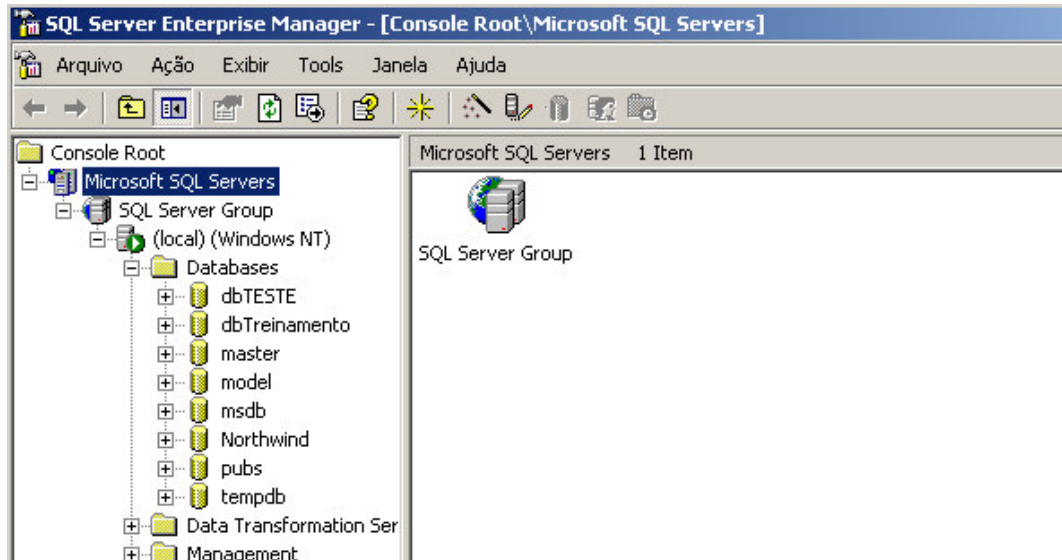 SQL Server Enterprise Manager - [Console Root\Microsoft SQL Servers]
Arquivo Ação Exibir Tools Janela Ajuda
Console Root
Microsoft SQL Servers
SQL Server Group
(local) (Windows NT)
Databases
dbTESTE
dbTreinamento
master
model
msdb
Northwind
pubs
tempdb
Data Transformation Ser
Management
Microsoft SQL Servers 1 Item
SQL Server Group